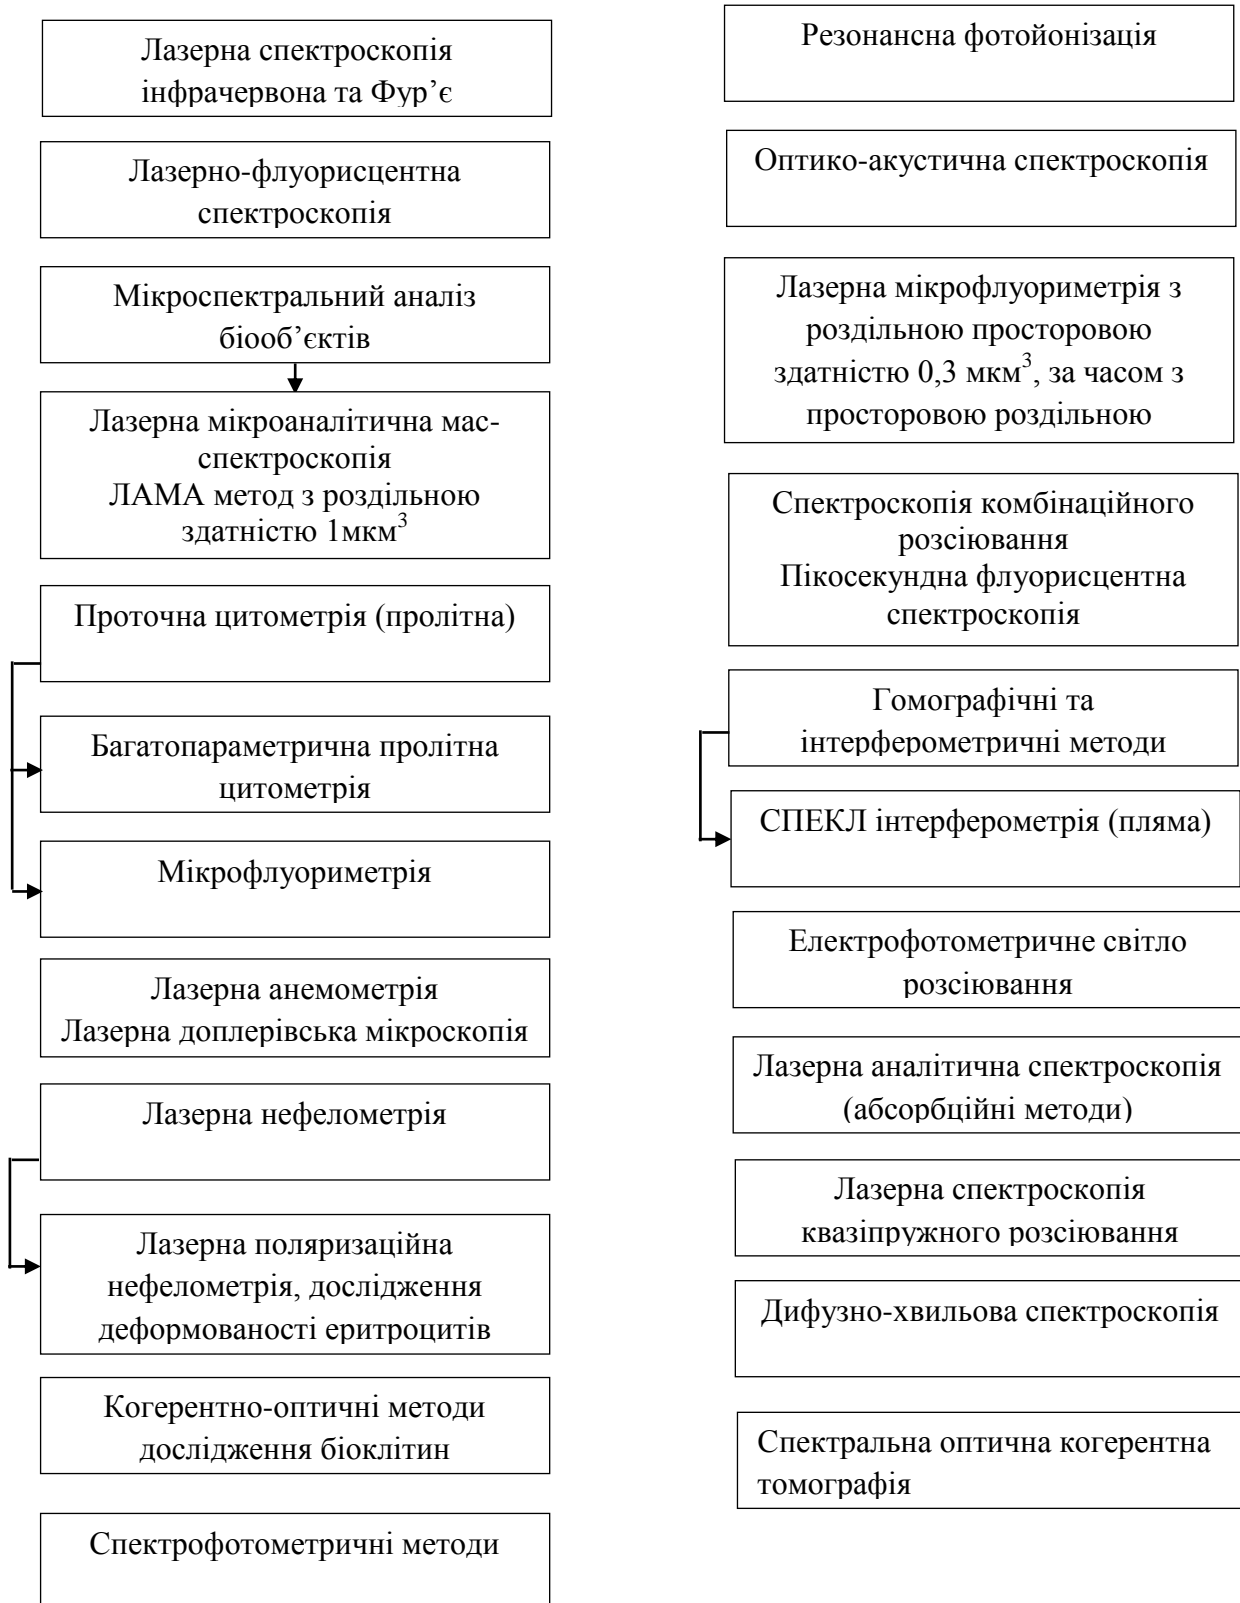 Лазерна спектроскопія
інфрачервона та Фур’є
Лазерно-флуорисцентна
спектроскопія
Мікроспектральний аналіз
біооб’єктів
Лазерна мікроаналітична мас-
спектроскопія
ЛАМА метод з роздільною
здатністю 1мкм³
Проточна цитометрія (пролітна)
Багатопараметрична пролітна
цитометрія
Мікрофлуориметрія
Лазерна анемометрія
Лазерна доплерівська мікроскопія
Лазерна нефелометрія
Лазерна поляризаційна
нефелометрія, дослідження
деформованості еритроцитів
Когерентно-оптичні методи
дослідження біоклітин
Спектрофотометричні методи
Резонансна фотойонізація
Оптико-акустична спектроскопія
Лазерна мікрофлуориметрія з
роздільною просторовою
здатністю 0,3 мкм³, за часом з
просторовою роздільною
Спектроскопія комбінаційного
розсіювання
Пікосекундна флуорисцентна
спектроскопія
Гомографічні та
інтерферометричні методи
СПЕКЛ інтерферометрія (пляма)
Електрофотометричне світло
розсіювання
Лазерна аналітична спектроскопія
(абсорбційні методи)
Лазерна спектроскопія
квазіпружного розсіювання
Дифузно-хвильова спектроскопія
Спектральна оптична когерентна
томографія